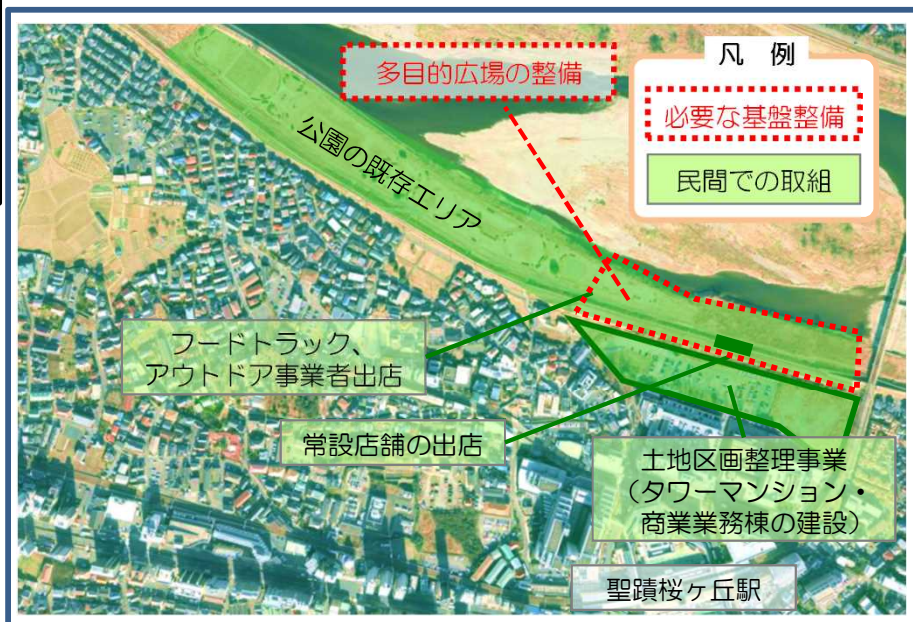 多目的広場の整備
凡 例
必要な基盤整備
民間での取組
公園の既存エリア
フードトラック、
アウトドア事業者出店
常設店舗の出店
土地区画整理事業
（タワーマンション・
商業業務棟の建設）
聖蹟桜ヶ丘駅